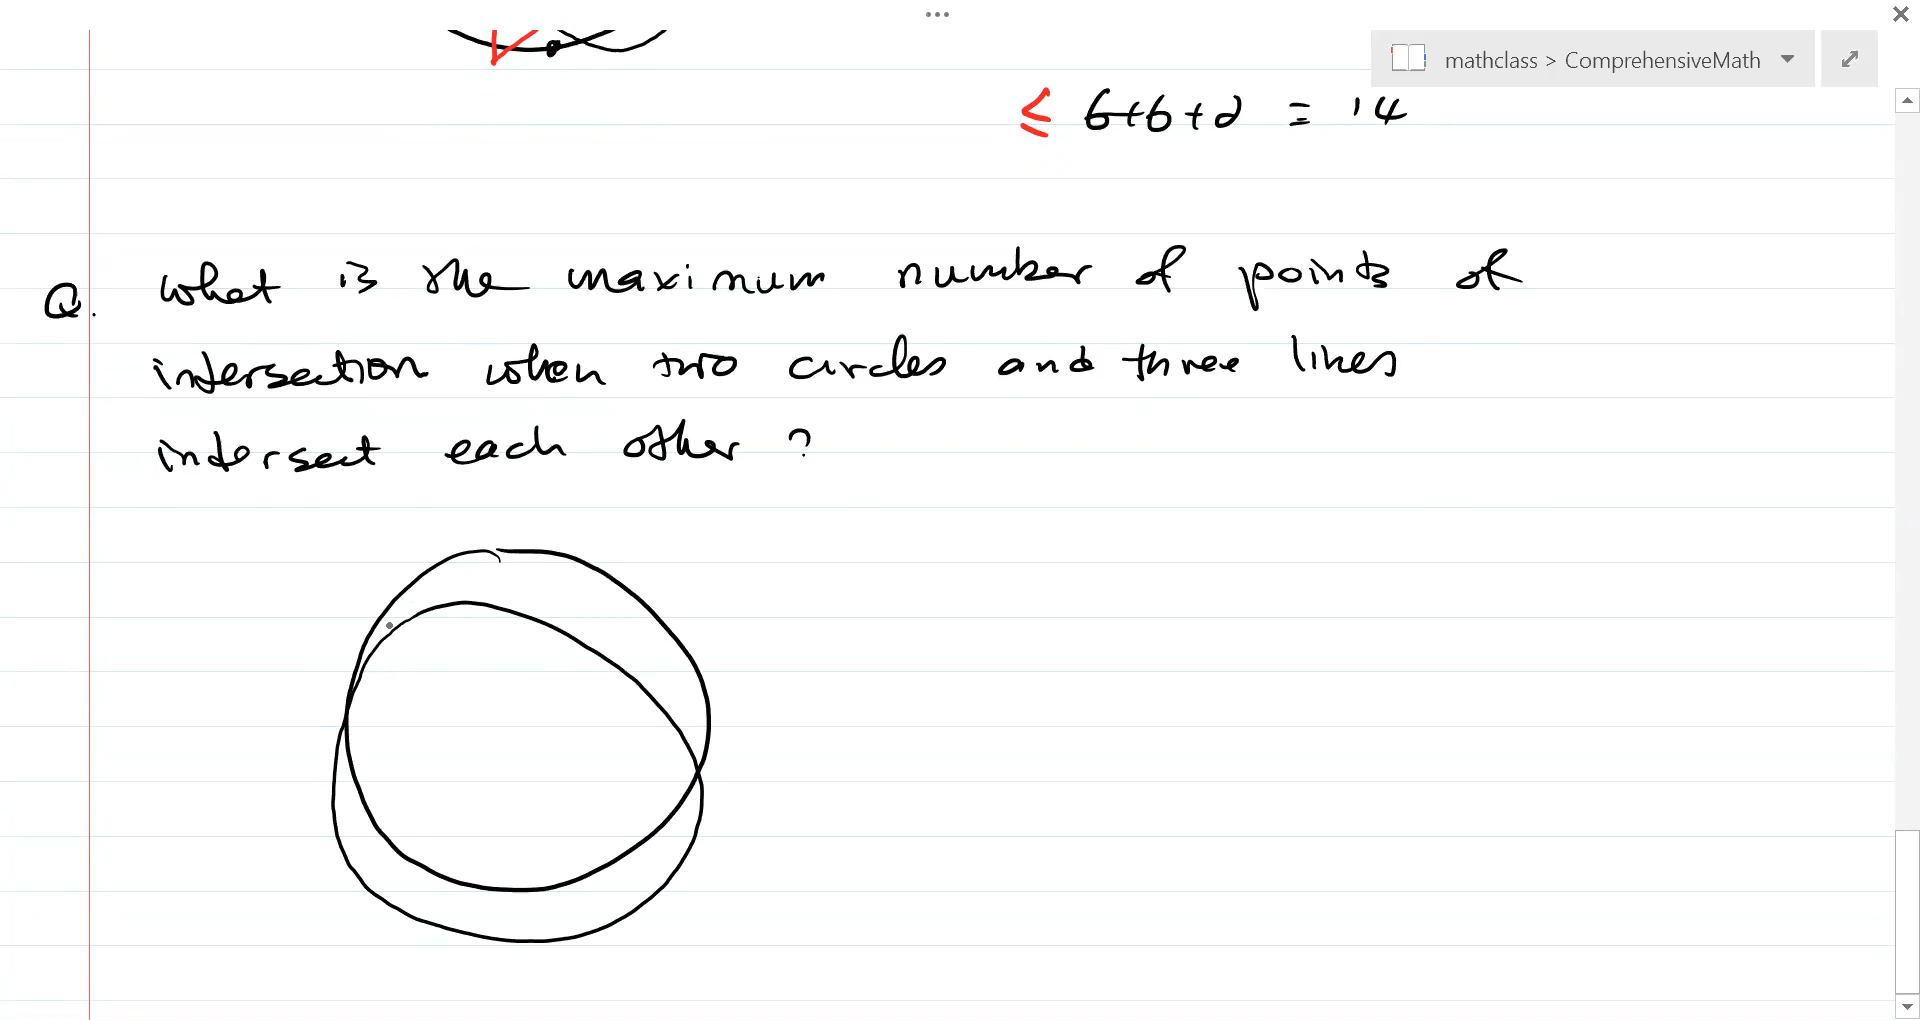 mathclass > ComprehensiveMath
≤ 6+6+2 = 14
Q. what is the maximum number of points of
intersection when two circles and three lines
intersect each other ?